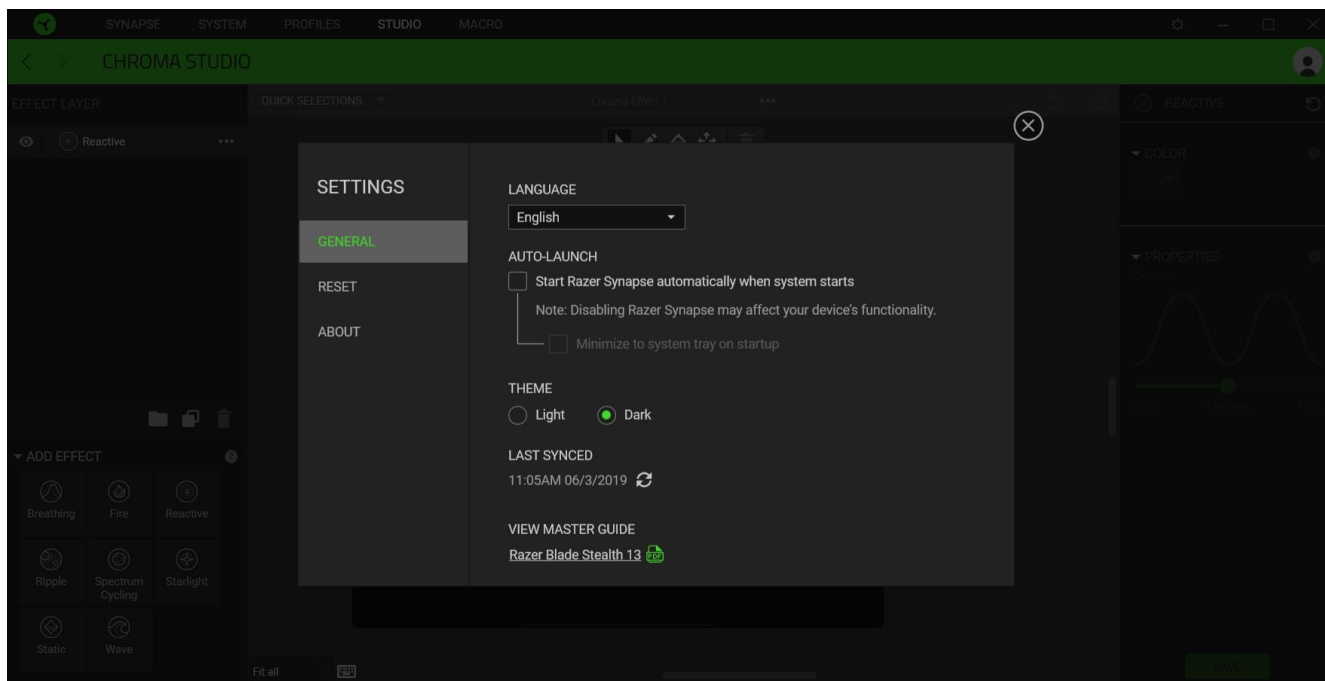 SYNAPSE SYSTEM PROFILES STUDIO MACRO
CHROMA STUDIO
EFFECT LAYER
QUICK SELECTIONS
Chroma Effect 1
REACTIVE
Reactive
COLOR
SETTINGS
GENERAL
RESET
ABOUT
LANGUAGE
English
AUTO-LAUNCH
Start Razer Synapse automatically when system starts
Note: Disabling Razer Synapse may affect your device's functionality.
Minimize to system tray on startup
THEME
Light Dark
LAST SYNCED
11:05AM 06/3/2019
VIEW MASTER GUIDE
Razer Blade Stealth 13
PDF
PROPERTIES
ADD EFFECT
?
Breathing Fire Reactive
Ripple Spectrum Cycling Starlight
Static Wave
Fit all
SAVE